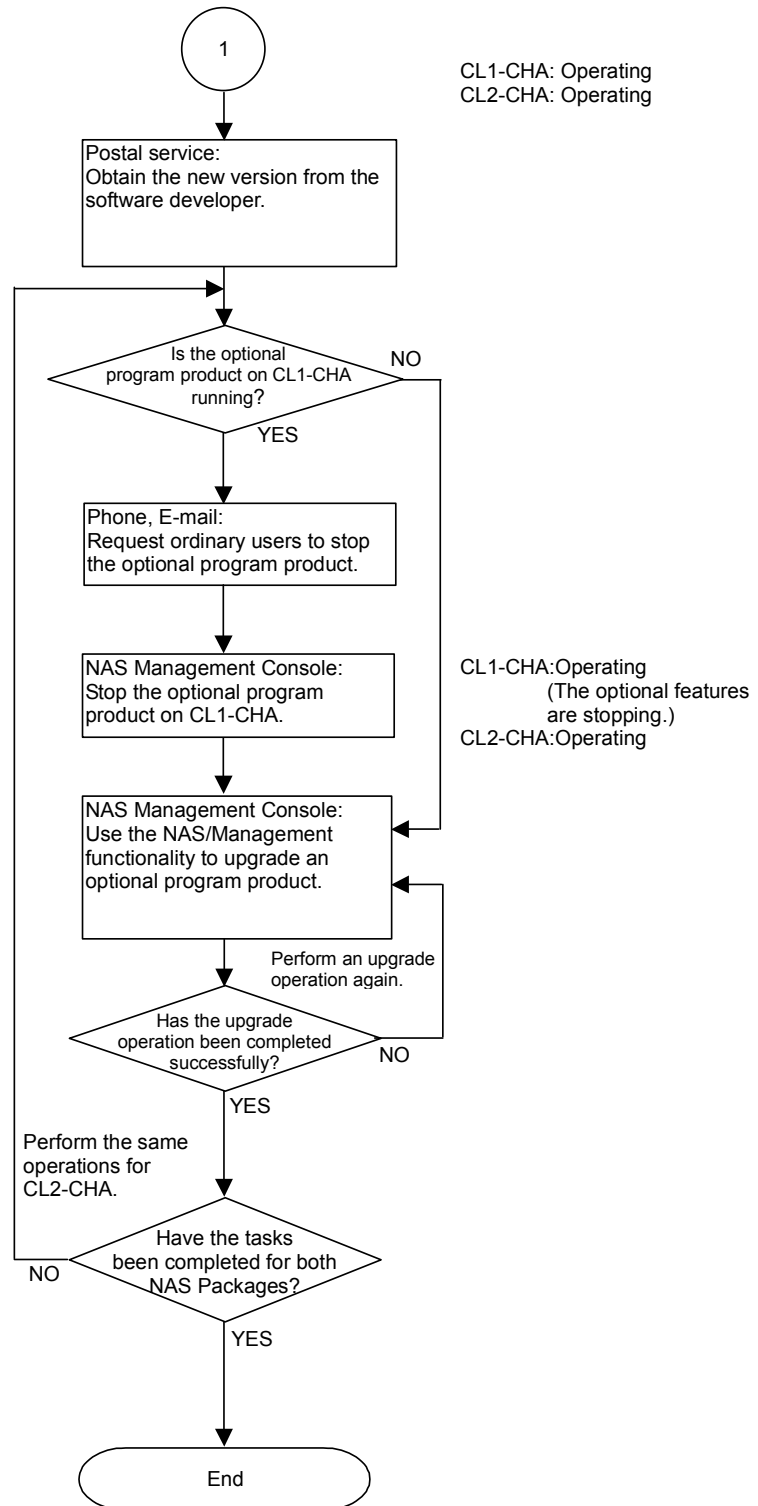 1
CL1-CHA: Operating
CL2-CHA: Operating
Postal service:
Obtain the new version from the
software developer.
Is the optional
program product on CL1-CHA
running?
NO
YES
Phone, E-mail:
Request ordinary users to stop
the optional program product.
NAS Management Console:
Stop the optional program
product on CL1-CHA.
CL1-CHA:Operating
(The optional features
are stopping.)
CL2-CHA:Operating
NAS Management Console:
Use the NAS/Management
functionality to upgrade an
optional program product.
Perform an upgrade
operation again.
Has the upgrade
operation been completed
successfully?
NO
YES
Perform the same
operations for
CL2-CHA.
Have the tasks
been completed for both
NAS Packages?
NO
YES
End